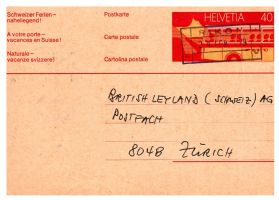 Schweizer Ferien –
naheliegend!
Postkarte
HELVETIA 40
A votre porte –
vacances en Suisse!
Carte postale
Naturale –
vacanze svizzere!
Cartolina postale
BRITISH LEYLAND (SCHWEIZ) AG
POSTFACH
8048 ZÜRICH